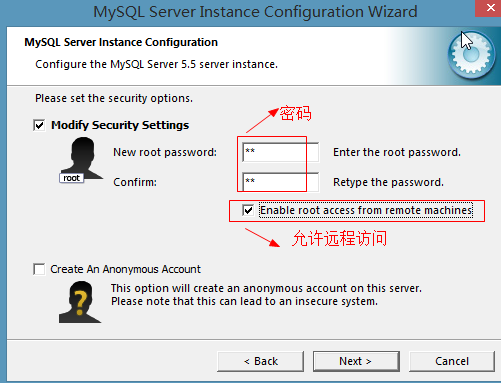 MySQL Server Instance Configuration Wizard
MySQL Server Instance Configuration
Configure the MySQL Server 5.5 server instance.
Please set the security options.
密码
Modify Security Settings
root
New root password: ** Enter the root password.
Confirm: ** Retype the password.
Enable root access from remote machines
允许远程访问
Create An Anonymous Account
This option will create an anonymous account on this server.
Please note that this can lead to an insecure system.
< Back Next > Cancel